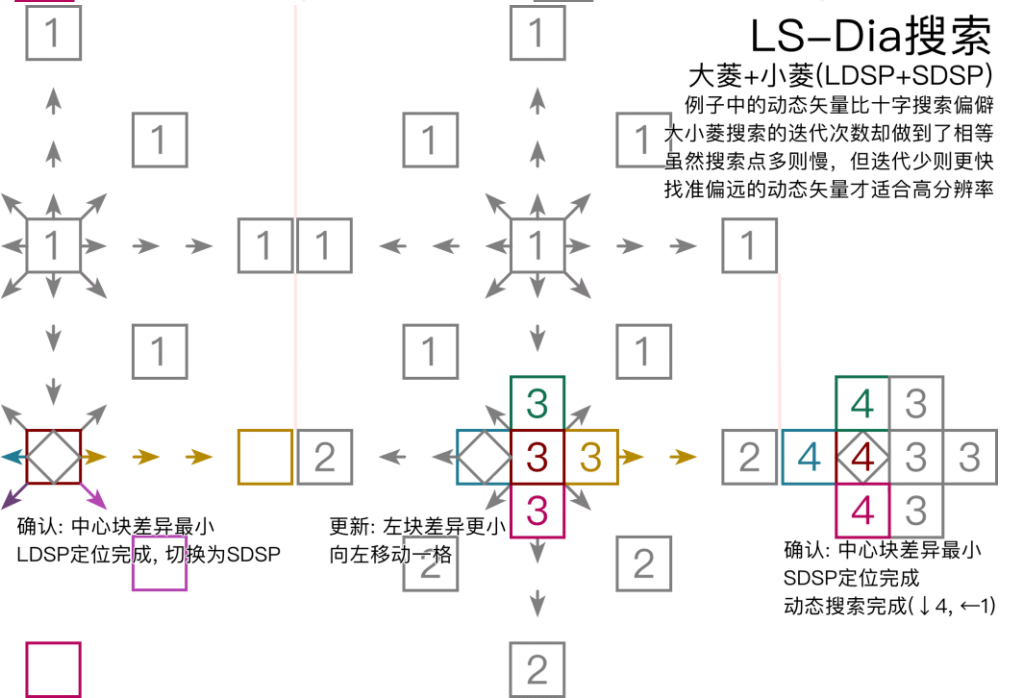 1 1
LS-Dia搜索
大菱+小菱(LDSP+SDSP)
例子中的动态矢量比十字搜索偏僻
1 1 1
大小菱搜索的迭代次数却做到了相等
虽然搜索点多则慢，但迭代少则更快
找准偏远的动态矢量才适合高分辨率
1 1 1 1 1
1 1 1
3 4 3
2 3 3 2 4 4 3 3
3 4 3
确认: 中心块差异最小
LDSP定位完成, 切换为SDSP
更新: 左块差异更小
向左移动一格
2 2
确认: 中心块差异最小
SDSP定位完成
动态搜索完成(↓4, ←1)
2